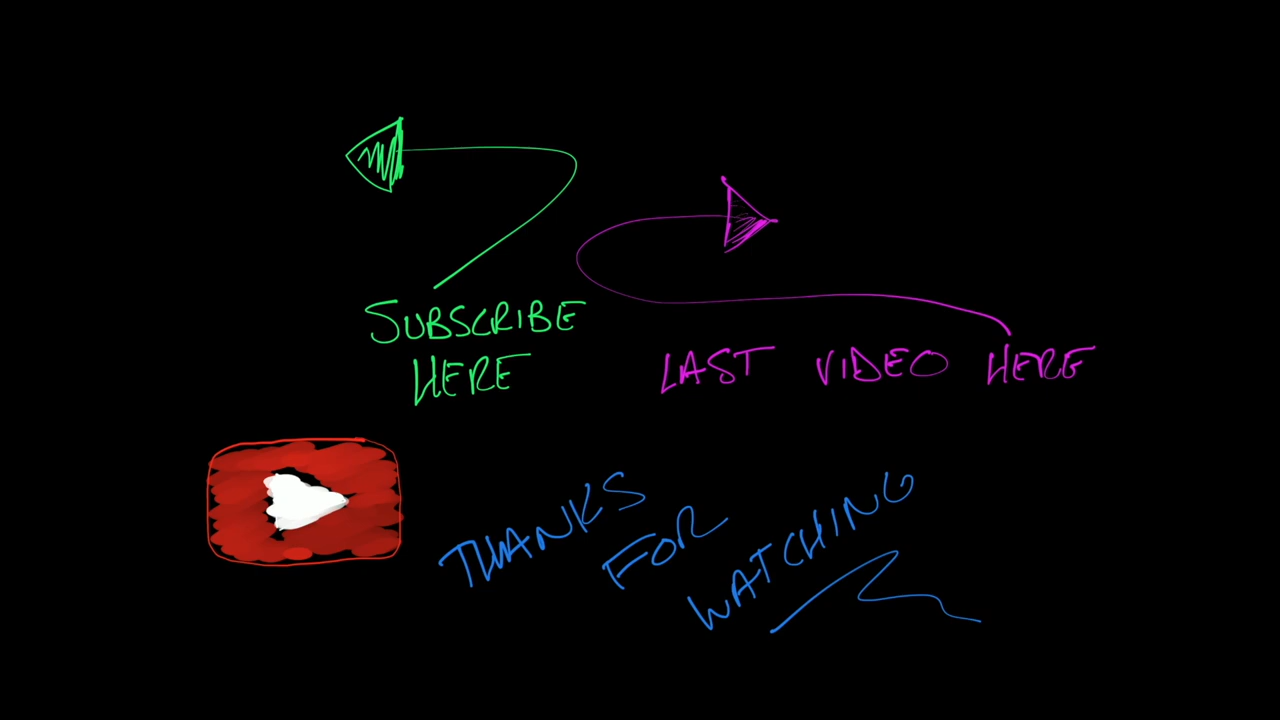 SUBSCRIBE
HERE
LAST VIDEO HERE
THANKS
FOR
WATCHING